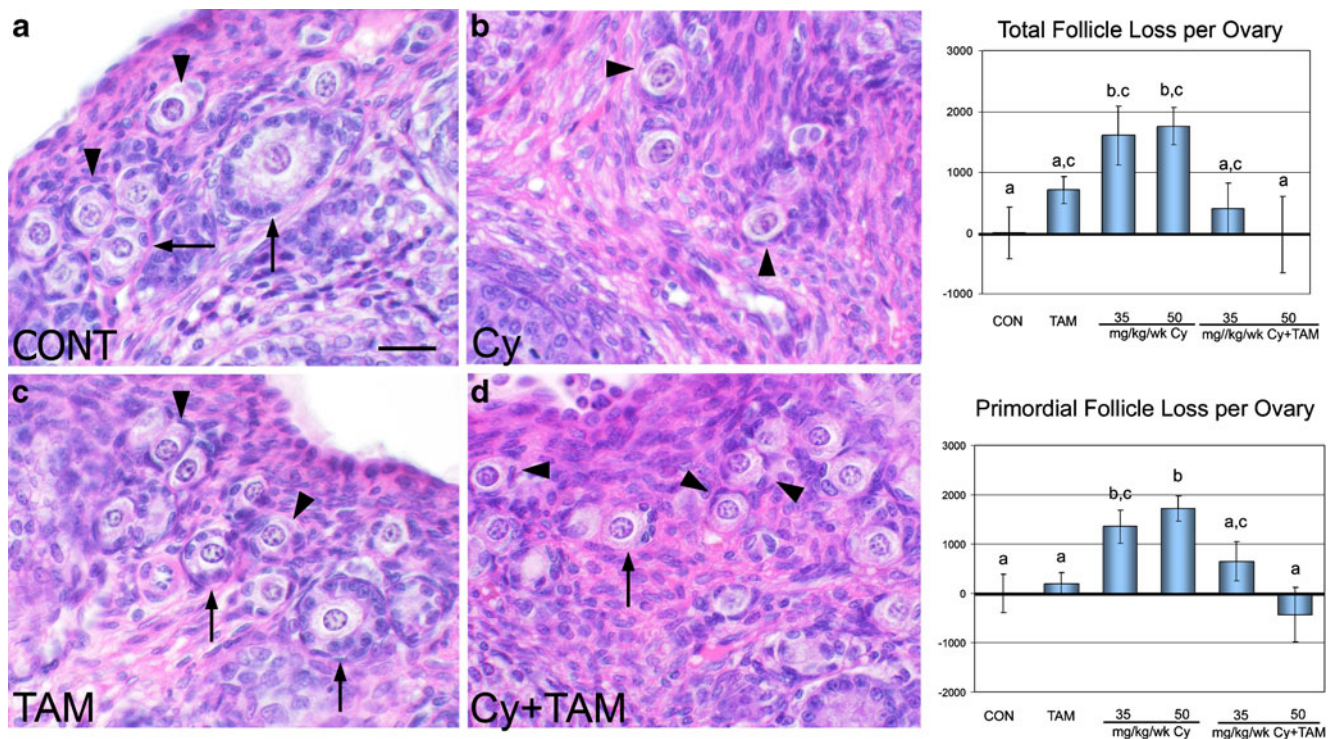 a
CONT
b
Cy
c
TAM
d
Cy+TAM
Total Follicle Loss per Ovary
3000
2000
1000
0
-1000
a
a,c
b.c
b,c
a,c
a
CON TAM 35 50 35 50
mg/kg/wk Cy mg//kg/wk Cy+TAM
Primordial Follicle Loss per Ovary
3000
2000
1000
0
-1000
-2000
a
a
b,c
b
a,c
a
CON TAM 35 50 35 50
mg/kg/wk Cy mg/kg/wk Cy+TAM